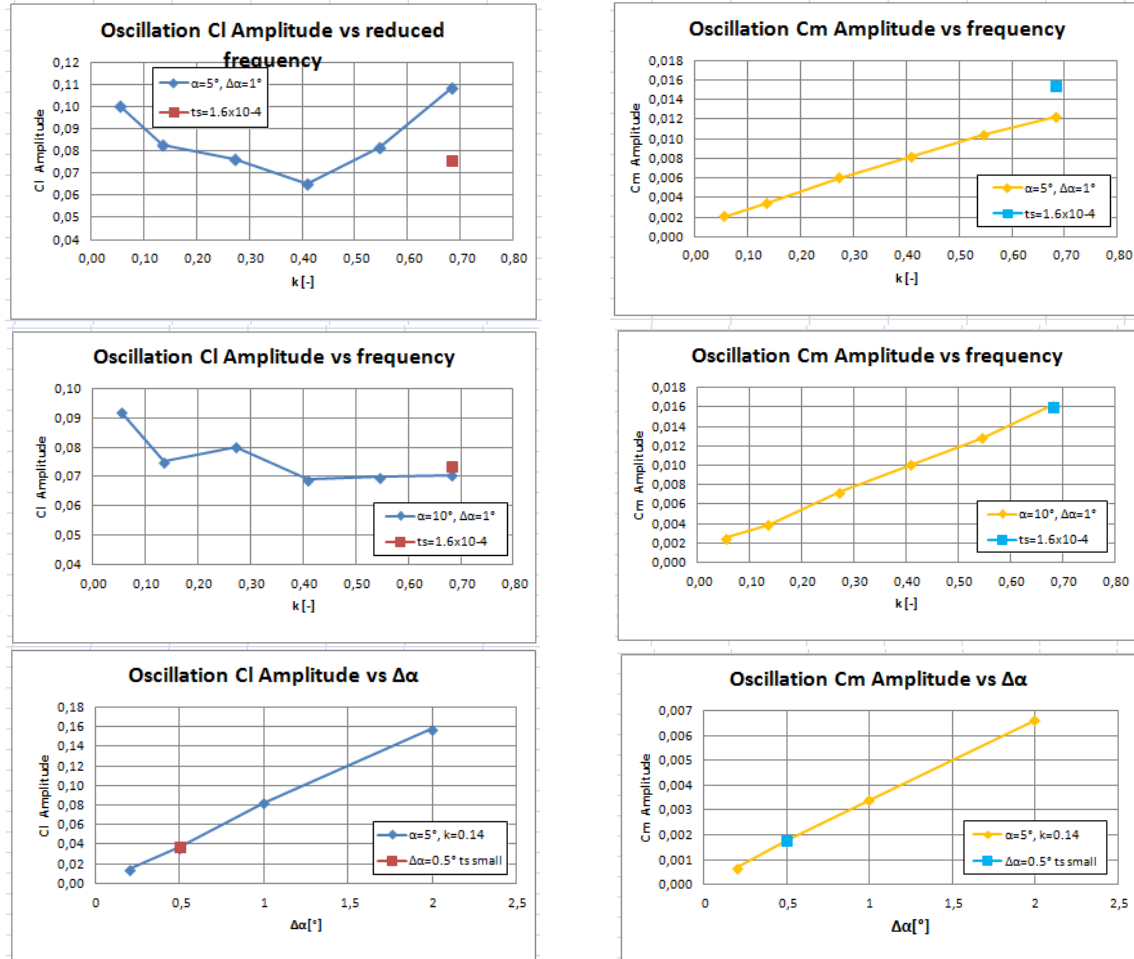 Oscillation Cl Amplitude vs reduced
frequency
0,12
0,11
0,10
0,09
0,08
0,07
0,06
0,05
0,04
Cl Amplitude
α=5°, Δα=1°
ts=1.6x10-4
0,00 0,10 0,20 0,30 0,40 0,50 0,60 0,70 0,80
k [-]
Oscillation Cm Amplitude vs frequency
0,018
0,016
0,014
0,012
0,010
0,008
0,006
0,004
0,002
0,000
Cm Amplitude
α=5°, Δα=1°
ts=1.6x10-4
0,00 0,10 0,20 0,30 0,40 0,50 0,60 0,70 0,80
k [-]
Oscillation Cl Amplitude vs frequency
0,10
0,09
0,08
0,07
0,06
0,05
0,04
Cl Amplitude
α=10°, Δα=1°
ts=1.6x10-4
0,00 0,10 0,20 0,30 0,40 0,50 0,60 0,70 0,80
k [-]
Oscillation Cm Amplitude vs frequency
0,018
0,016
0,014
0,012
0,010
0,008
0,006
0,004
0,002
0,000
Cm Amplitude
α=10°, Δα=1°
ts=1.6x10-4
0,00 0,10 0,20 0,30 0,40 0,50 0,60 0,70 0,80
k [-]
Oscillation Cl Amplitude vs Δα
0,18
0,16
0,14
0,12
0,10
0,08
0,06
0,04
0,02
0,00
Cl Amplitude
α=5°, k=0.14
Δα=0.5° ts small
0 0,5 1 1,5 2 2,5
Δα[°]
Oscillation Cm Amplitude vs Δα
0,007
0,006
0,005
0,004
0,003
0,002
0,001
0,000
Cm Amplitude
α=5°, k=0.14
Δα=0.5° ts small
0 0,5 1 1,5 2 2,5
Δα[°]